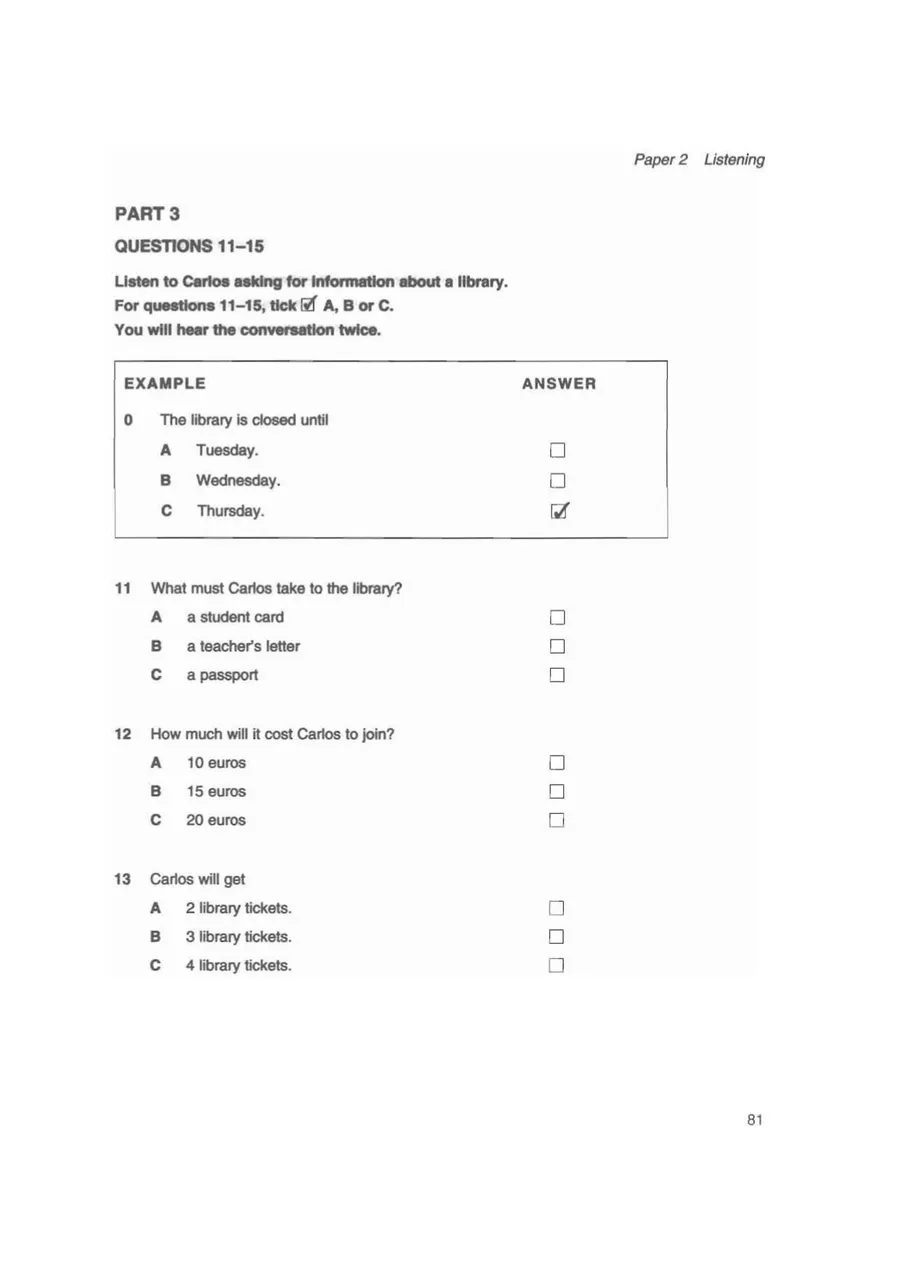 Paper 2 Listening
PART 3
QUESTIONS 11–15
Listen to Carlos asking for information about a library.
For questions 11–15, tick ☑ A, B or C.
You will hear the conversation twice.
EXAMPLE ANSWER
0 The library is closed until
A Tuesday. ☐
B Wednesday. ☐
C Thursday. ☑
11 What must Carlos take to the library?
A a student card ☐
B a teacher's letter ☐
C a passport ☐
12 How much will it cost Carlos to join?
A 10 euros ☐
B 15 euros ☐
C 20 euros ☐
13 Carlos will get
A 2 library tickets. ☐
B 3 library tickets. ☐
C 4 library tickets. ☐
81